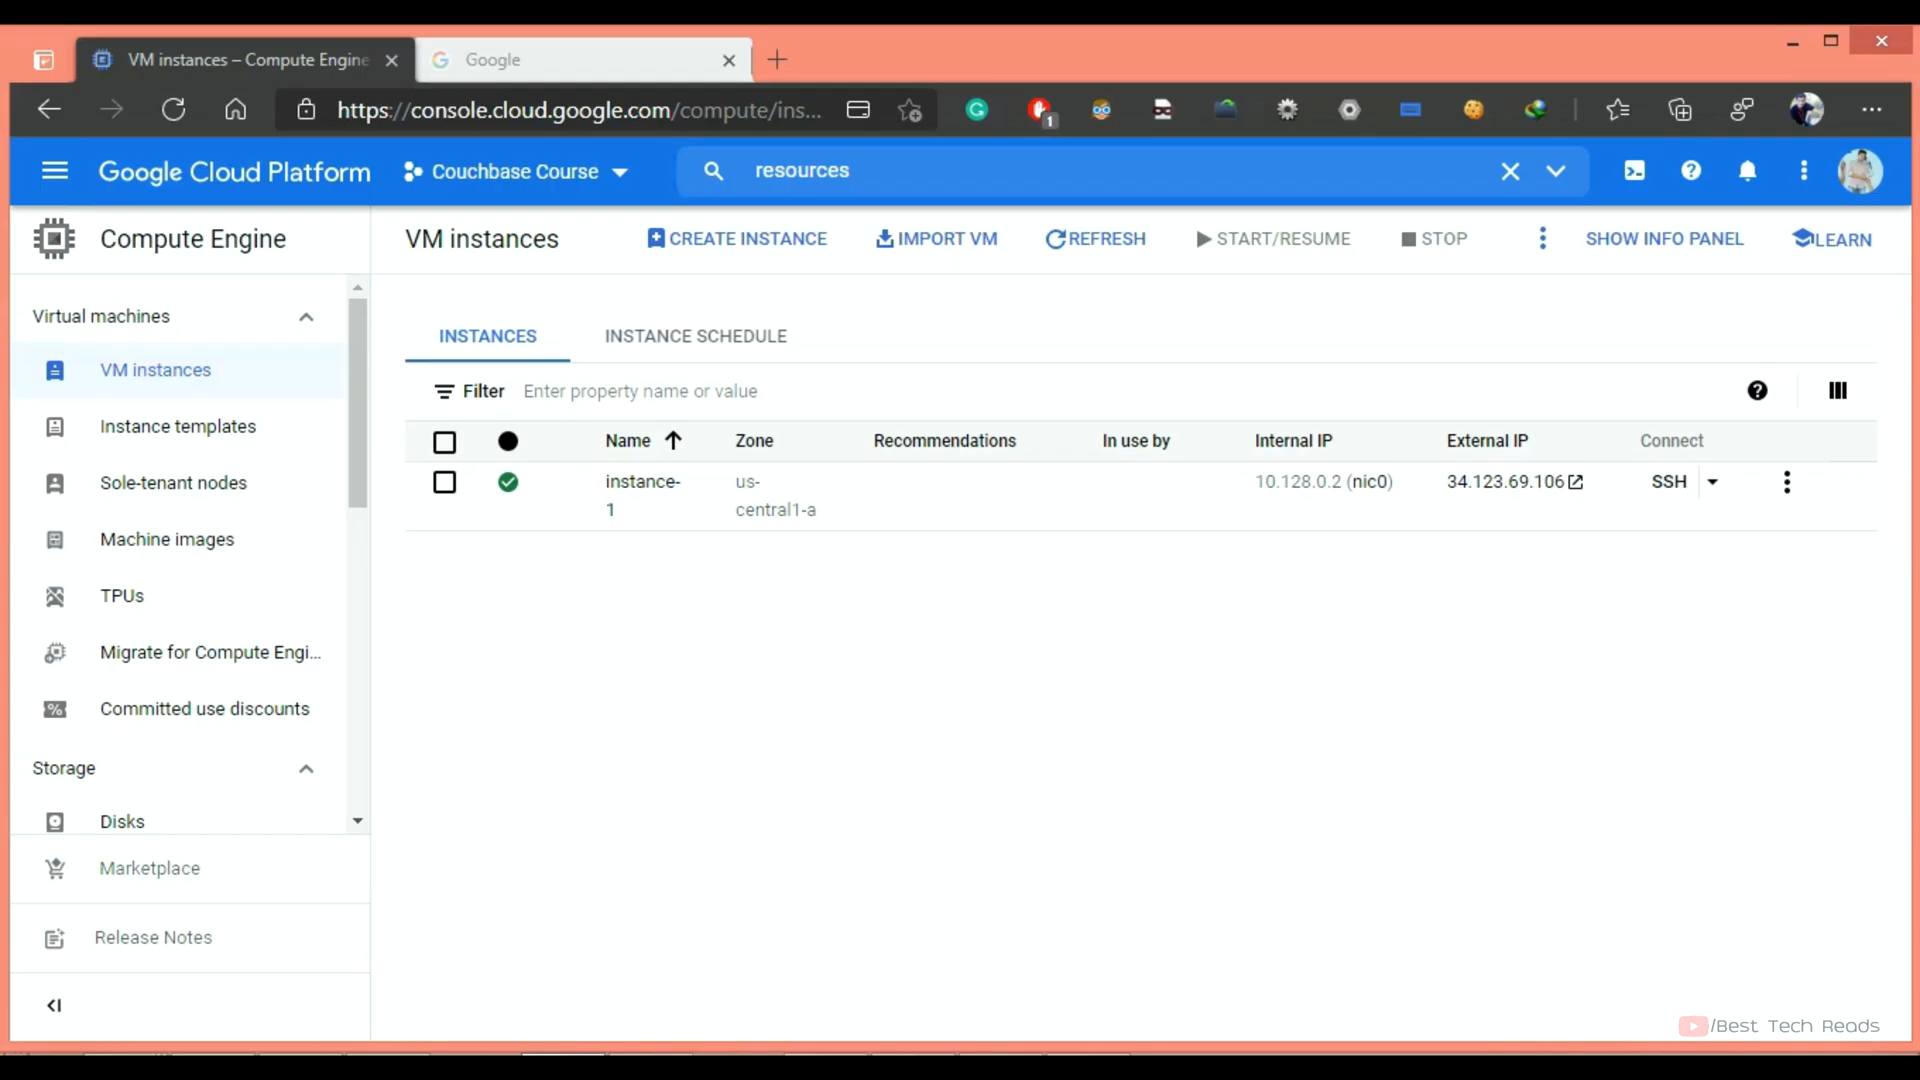 VM instances – Compute Engine
Google
https://console.cloud.google.com/compute/ins...
1
Google Cloud Platform
Couchbase Course
resources
Compute Engine
VM instances
CREATE INSTANCE
IMPORT VM
REFRESH
START/RESUME
STOP
SHOW INFO PANEL
LEARN
Virtual machines
VM instances
Instance templates
Sole-tenant nodes
Machine images
TPUs
Migrate for Compute Engi...
Committed use discounts
Storage
Disks
Marketplace
Release Notes
INSTANCES
INSTANCE SCHEDULE
Filter Enter property name or value
Name Zone Recommendations In use by Internal IP External IP Connect
instance-
1
us-
central1-a
10.128.0.2 (nic0)
34.123.69.106
SSH
/Best Tech Reads